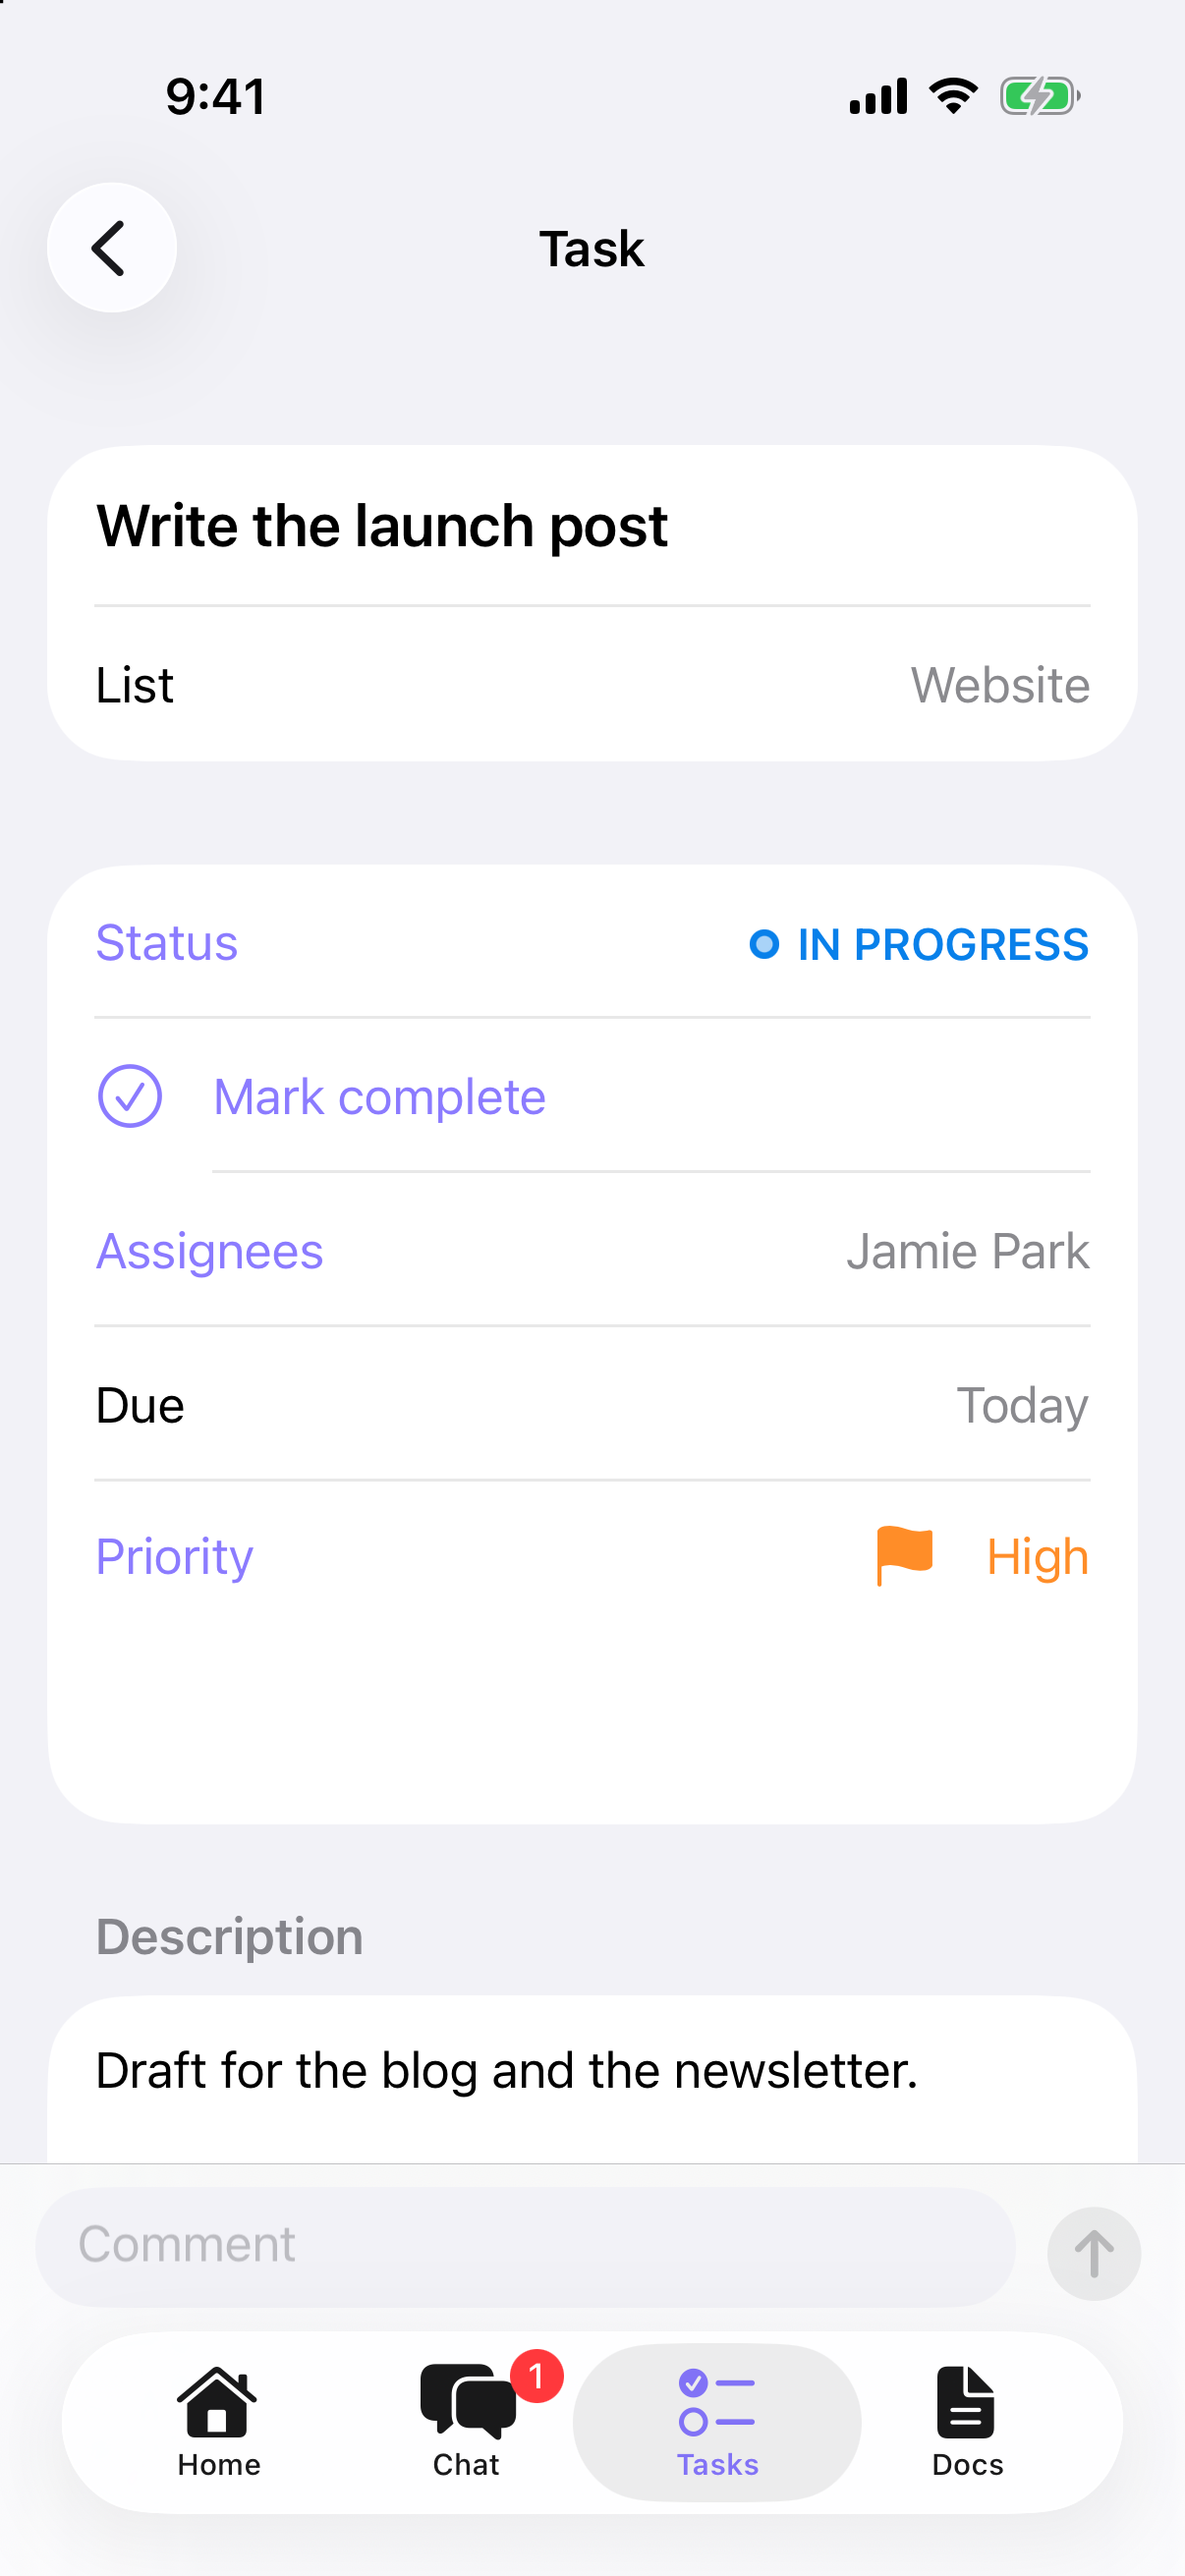 9:41
Task
Write the launch post
List Website
Status IN PROGRESS
Mark complete
Assignees Jamie Park
Due Today
Priority High
Description
Draft for the blog and the newsletter.
Comment
1
Home Chat Tasks Docs